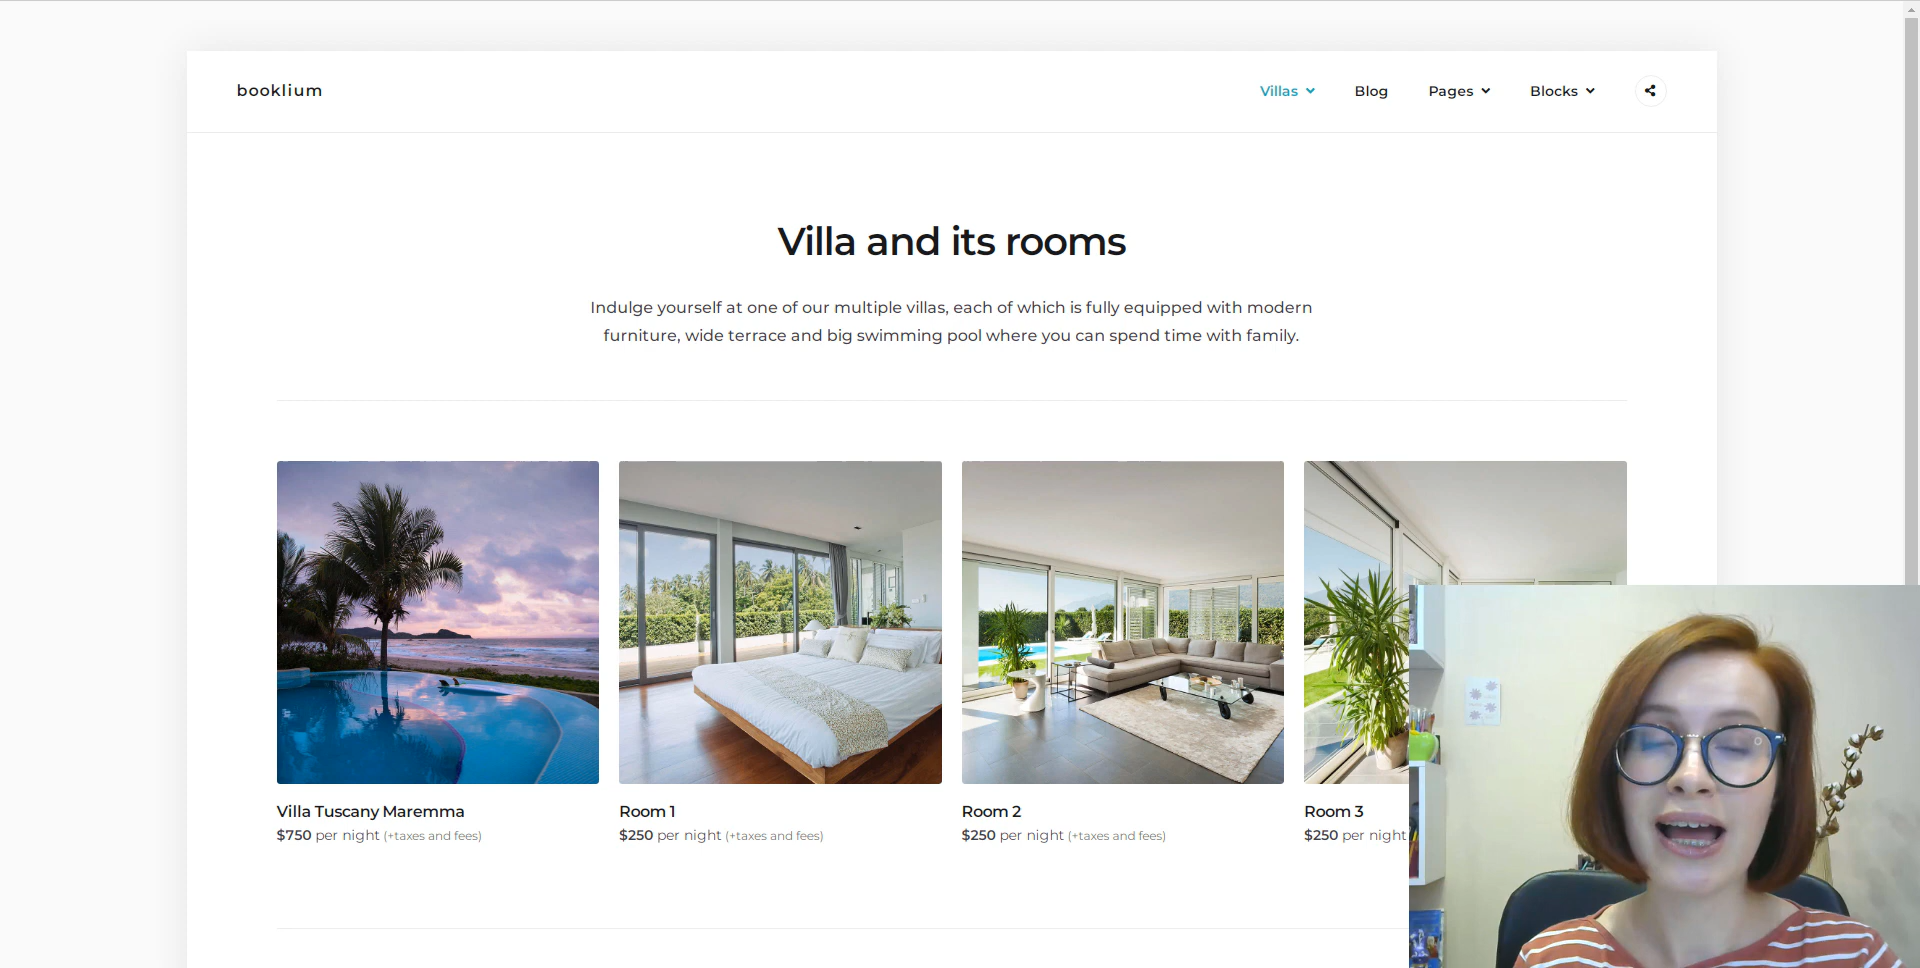 booklium
Villas
Blog
Pages
Blocks
Villa and its rooms
Indulge yourself at one of our multiple villas, each of which is fully equipped with modern
furniture, wide terrace and big swimming pool where you can spend time with family.
Villa Tuscany Maremma
$750 per night (+taxes and fees)
Room 1
$250 per night (+taxes and fees)
Room 2
$250 per night (+taxes and fees)
Room 3
$250 per night